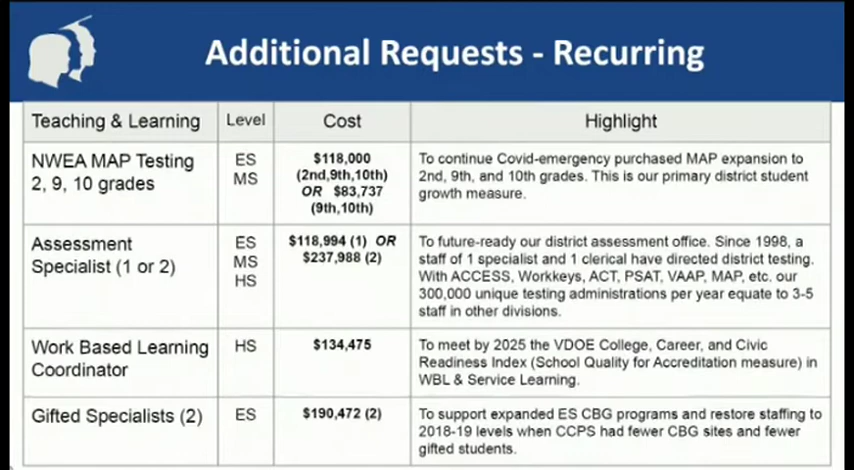 Additional Requests - Recurring
Teaching & Learning
Level
Cost
Highlight
NWEA MAP Testing
2, 9, 10 grades
ES
MS
$118,000
(2nd,9th,10th)
OR $83,737
(9th,10th)
To continue Covid-emergency purchased MAP expansion to
2nd, 9th, and 10th grades. This is our primary district student
growth measure.
Assessment
Specialist (1 or 2)
ES
MS
HS
$118,994 (1) OR
$237,988 (2)
To future-ready our district assessment office. Since 1998, a
staff of 1 specialist and 1 clerical have directed district testing.
With ACCESS, Workkeys, ACT, PSAT, VAAP, MAP, etc. our
300,000 unique testing administrations per year equate to 3-5
staff in other divisions.
Work Based Learning
Coordinator
HS
$134,475
To meet by 2025 the VDOE College, Career, and Civic
Readiness Index (School Quality for Accreditation measure) in
WBL & Service Learning.
Gifted Specialists (2)
ES
$190,472 (2)
To support expanded ES CBG programs and restore staffing to
2018-19 levels when CCPS had fewer CBG sites and fewer
gifted students.